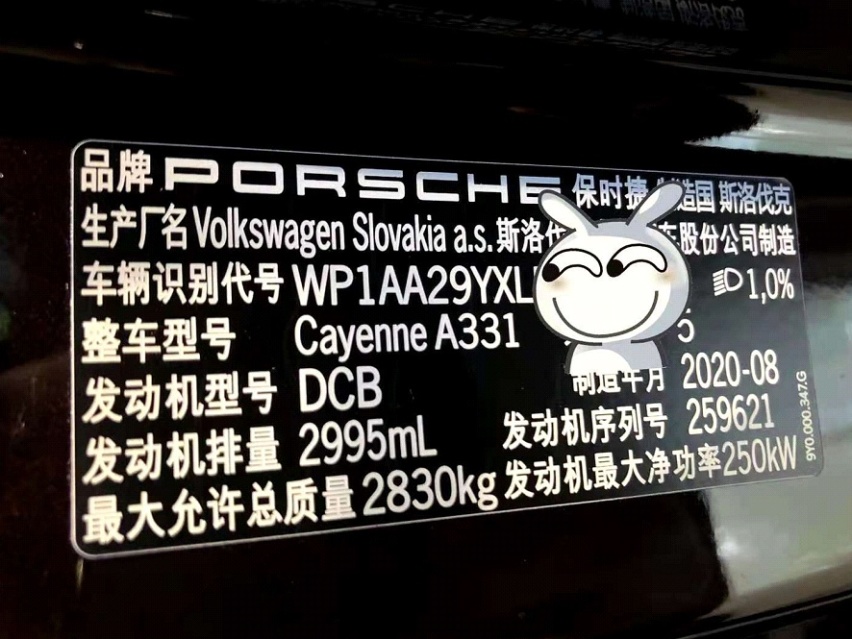 品牌 PORSCHE 保时捷 制造国 斯洛伐克
生产厂名 Volkswagen Slovakia a.s. 斯洛伐 车股份公司制造
车辆识别代号 WP1AA29YXL 1,0%
整车型号 Cayenne A331 5
发动机型号 DCB 制造年月 2020-08
发动机排量 2995mL 发动机序列号 259621
最大允许总质量 2830kg 发动机最大净功率 250kW
9Y0.000.347.G